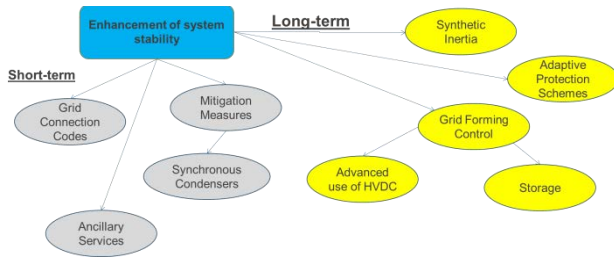 Enhancement of system
stability
Long-term
Synthetic
Inertia
Short-term
Adaptive
Protection
Schemes
Grid
Connection
Codes
Mitigation
Measures
Grid Forming
Control
Synchronous
Condensers
Advanced
use of HVDC
Storage
Ancillary
Services